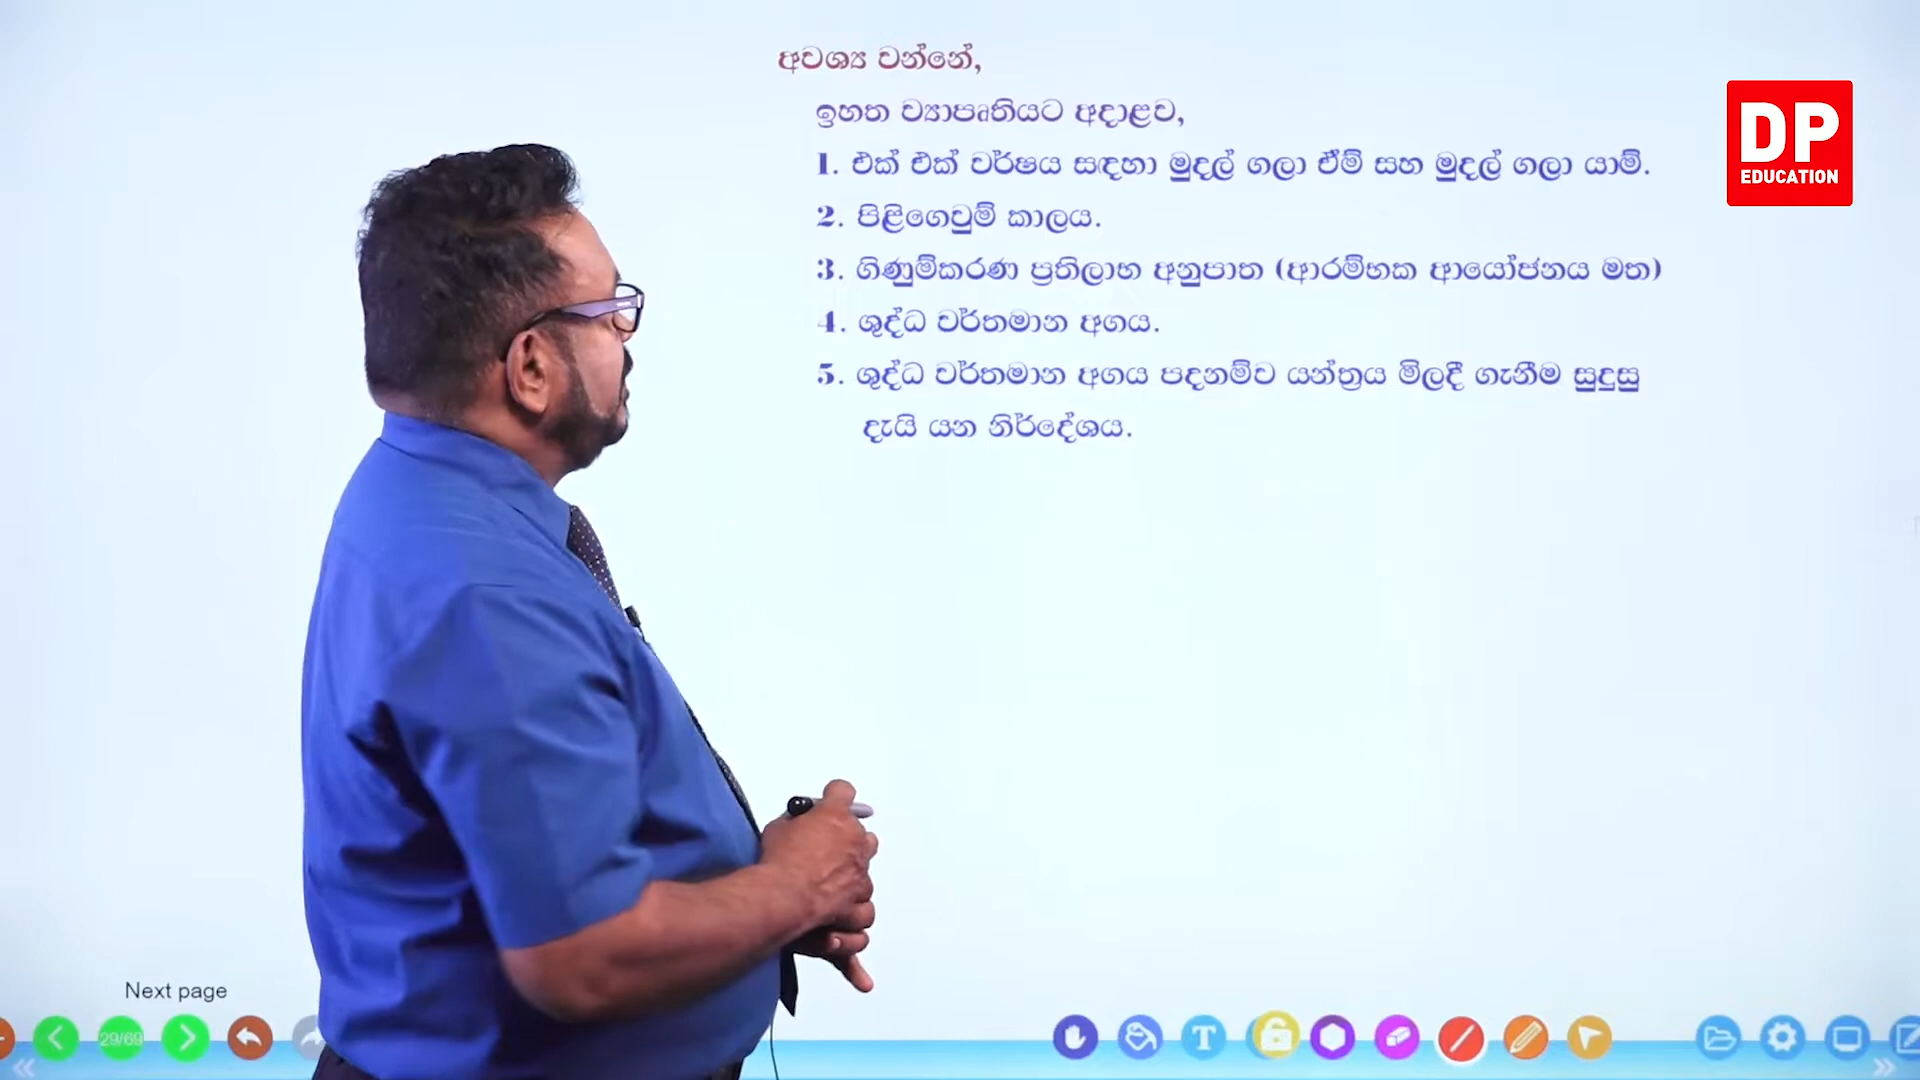 අවශ්‍ය වන්නේ,
ඉහත ව්‍යාපෘතියට අදාළව,
1. එක් එක් වර්ෂය සඳහා මුදල් ගලා ඒම් සහ මුදල් ගලා යාම්.
2. පිළිගෙවුම් කාලය.
3. ගිණුම්කරණ ප්‍රතිලාභ අනුපාත (ආරම්භක ආයෝජනය මත)
4. ශුද්ධ වර්තමාන අගය.
5. ශුද්ධ වර්තමාන අගය පදනම්ව යන්ත්‍රය මිලදී ගැනීම සුදුසු
දැයි යන නිර්දේශය.
DP
EDUCATION
Next page
29/69
T